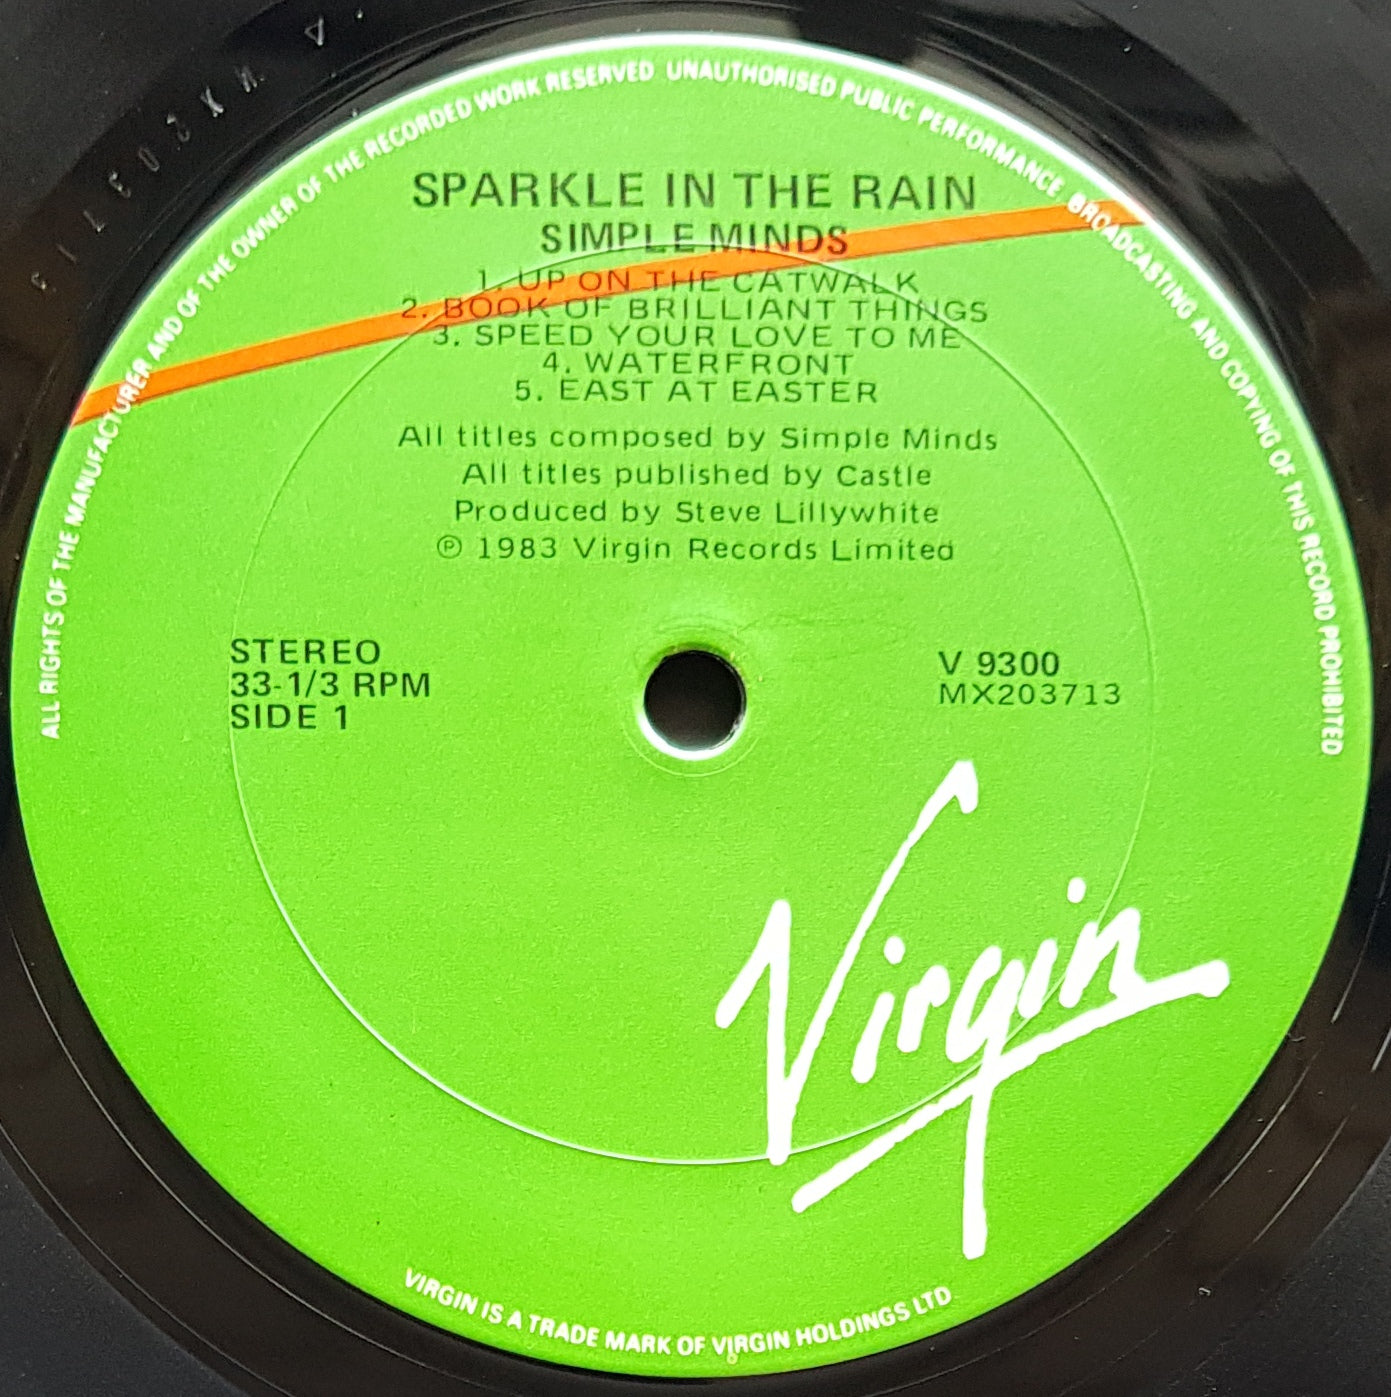 ALL RIGHTS OF THE MANUFACTURER AND OF THE OWNER OF THE RECORDED WORK RESERVED UNAUTHORISED PUBLIC PERFORMANCE BROADCASTING AND COPYING OF THIS RECORD PROHIBITED
SPARKLE IN THE RAIN
SIMPLE MINDS
1. UP ON THE CATWALK
2. BOOK OF BRILLIANT THINGS
3. SPEED YOUR LOVE TO ME
4. WATERFRONT
5. EAST AT EASTER
All titles composed by Simple Minds
All titles published by Castle
Produced by Steve Lillywhite
℗ 1983 Virgin Records Limited
STEREO
33-1/3 RPM
SIDE 1
V 9300
MX203713
Virgin
VIRGIN IS A TRADE MARK OF VIRGIN HOLDINGS LTD